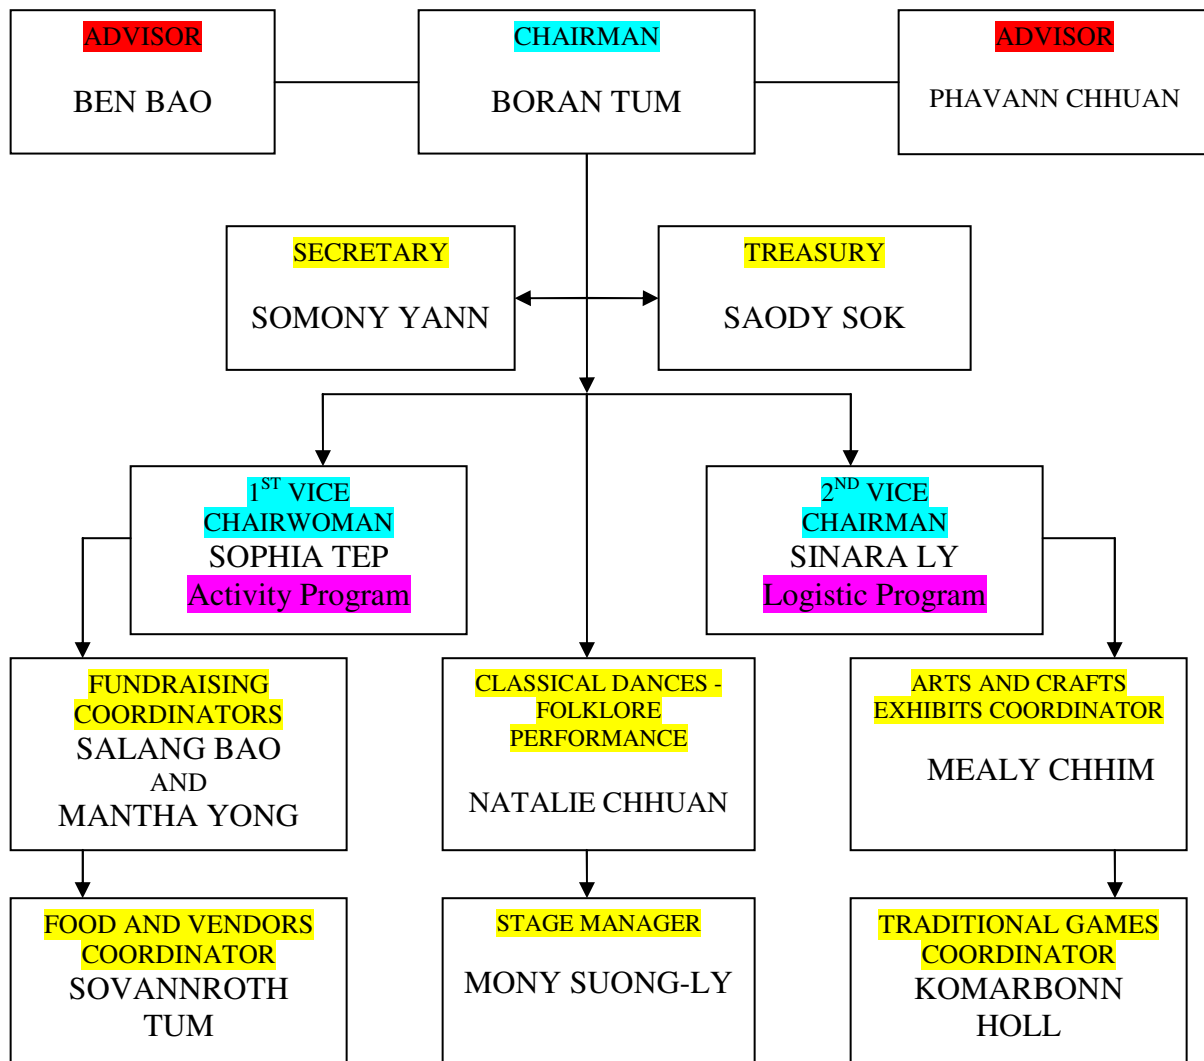 ADVISOR
BEN BAO
CHAIRMAN
BORAN TUM
ADVISOR
PHAVANN CHHUAN
SECRETARY
SOMONY YANN
TREASURY
SAODY SOK
1ST VICE
CHAIRWOMAN
SOPHIA TEP
Activity Program
2ND VICE
CHAIRMAN
SINARA LY
Logistic Program
FUNDRAISING
COORDINATORS
SALANG BAO
AND
MANTHA YONG
CLASSICAL DANCES -
FOLKLORE
PERFORMANCE
NATALIE CHHUAN
ARTS AND CRAFTS
EXHIBITS COORDINATOR
MEALY CHHIM
FOOD AND VENDORS
COORDINATOR
SOVANNROTH
TUM
STAGE MANAGER
MONY SUONG-LY
TRADITIONAL GAMES
COORDINATOR
KOMARBONN
HOLL